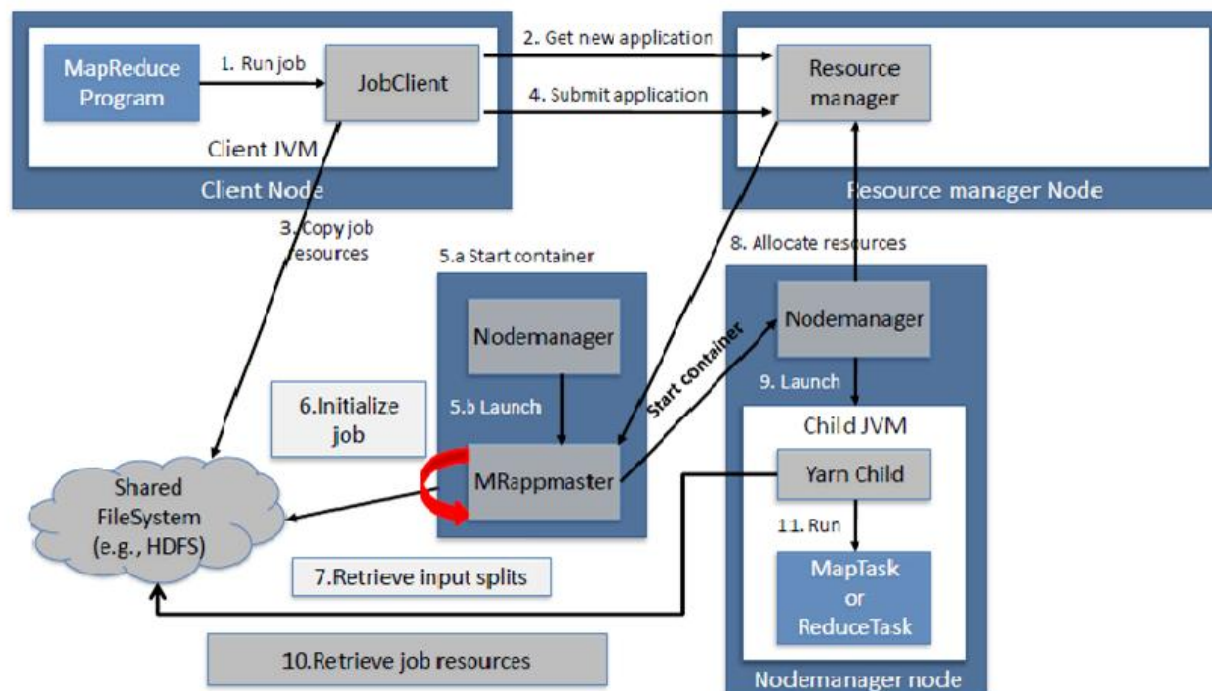 MapReduce
Program
1. Run job
JobClient
Client JVM
Client Node
2. Get new application
4. Submit application
Resource
manager
Resource manager Node
3. Copy job
resources
5.a Start container
Nodemanager
5.b Launch
MRappmaster
6.Initialize
job
Shared
FileSystem
(e.g., HDFS)
7.Retrieve input splits
10.Retrieve job resources
Start container
8. Allocate resources
Nodemanager
9. Launch
Child JVM
Yarn Child
11. Run
MapTask
or
ReduceTask
Nodemanager node